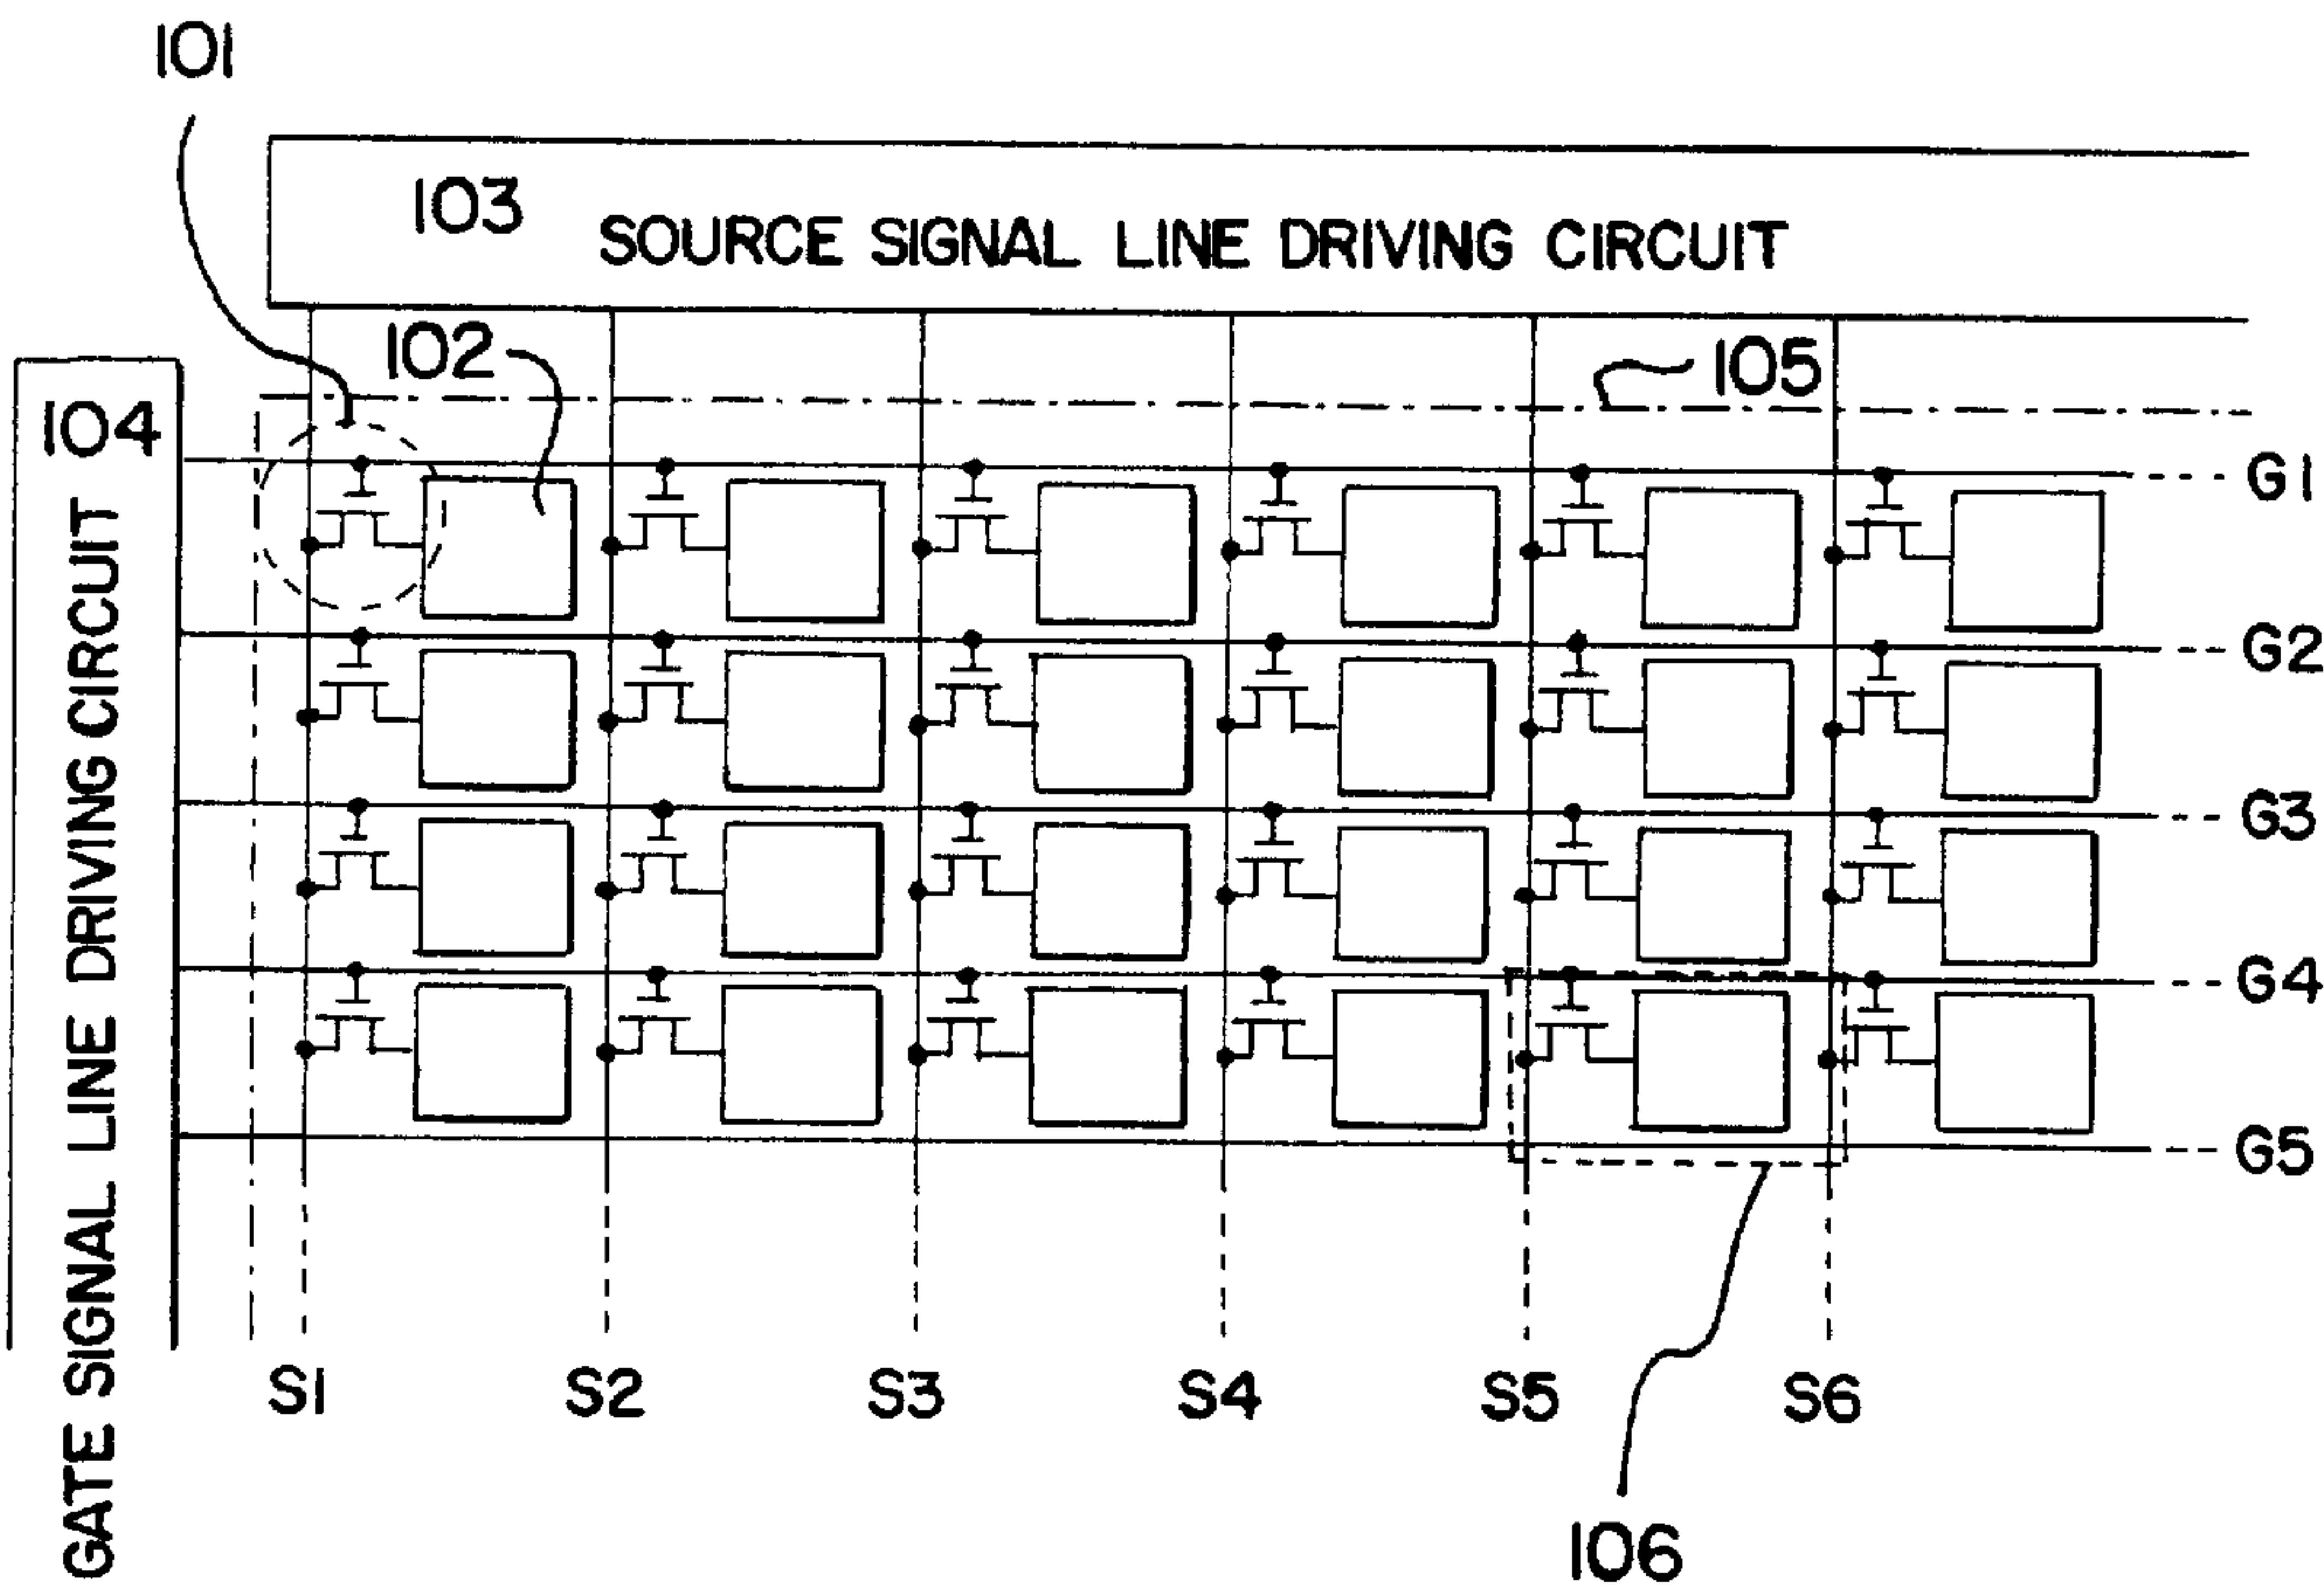 101
103
SOURCE SIGNAL LINE DRIVING CIRCUIT
102
105
104
GATE SIGNAL LINE DRIVING CIRCUIT
G1
G2
G3
G4
G5
S1
S2
S3
S4
S5
S6
106